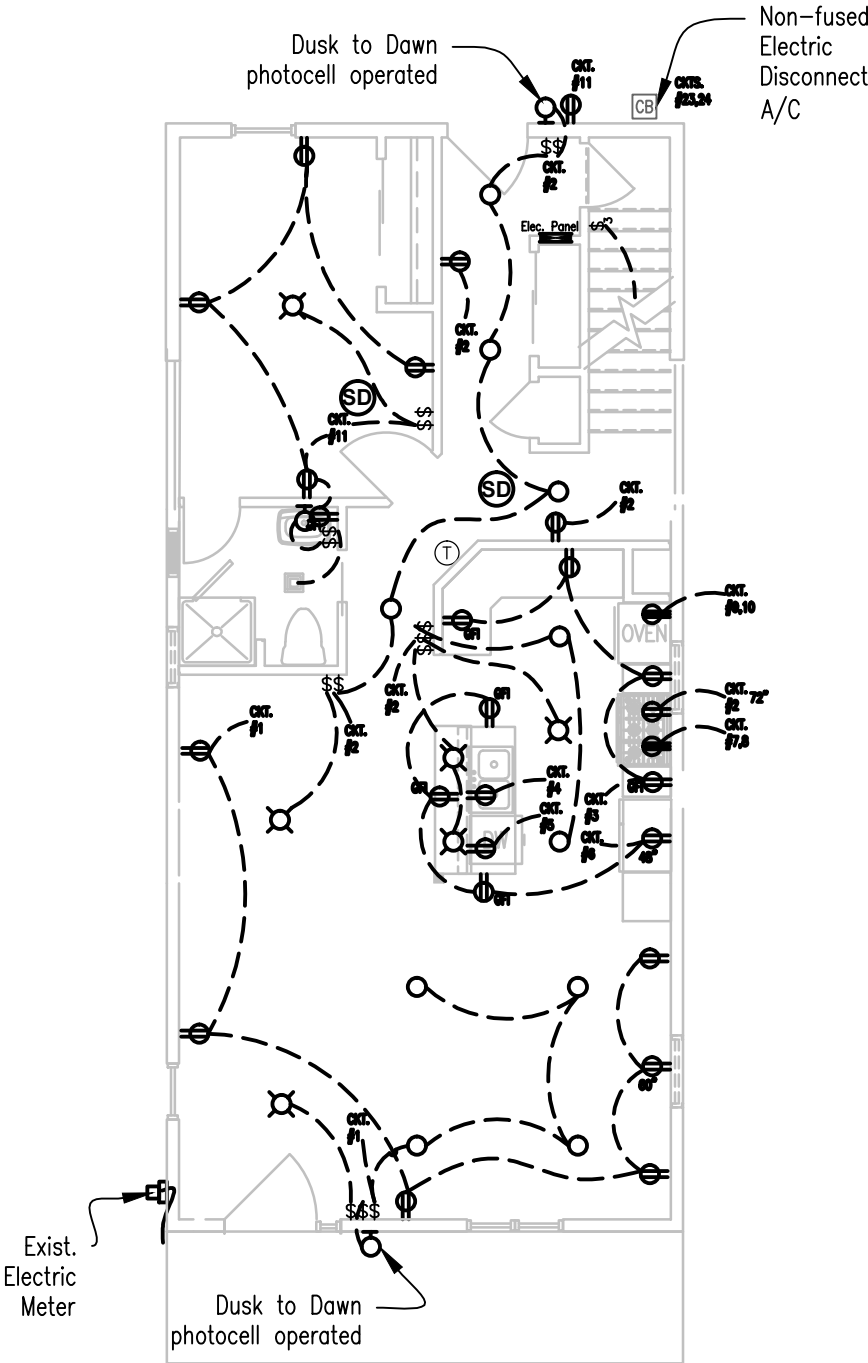 Non-fused
Electric
Disconnect
A/C
Dusk to Dawn
photocell operated
CKT.
#11
CB
CKTS.
#23,24
$$
CKT.
#2
Elec. Panel
$3
CKT.
#2
SD
$$
CKT.
#11
SD
CKT.
#2
GFI
$$
T
CKT.
#9,10
OVEN
GFI
$$$
$$
CKT.
#2
CKT.
#2
CKT.
#1
GFI
CKT.
#2
72"
CKT.
#7,8
CKT.
#4
GFI
GFI
CKT.
#3
CKT.
#5
CKT.
#6
DW
48"
GFI
60"
CKT.
#1
$$$
Exist.
Electric
Meter
Dusk to Dawn
photocell operated